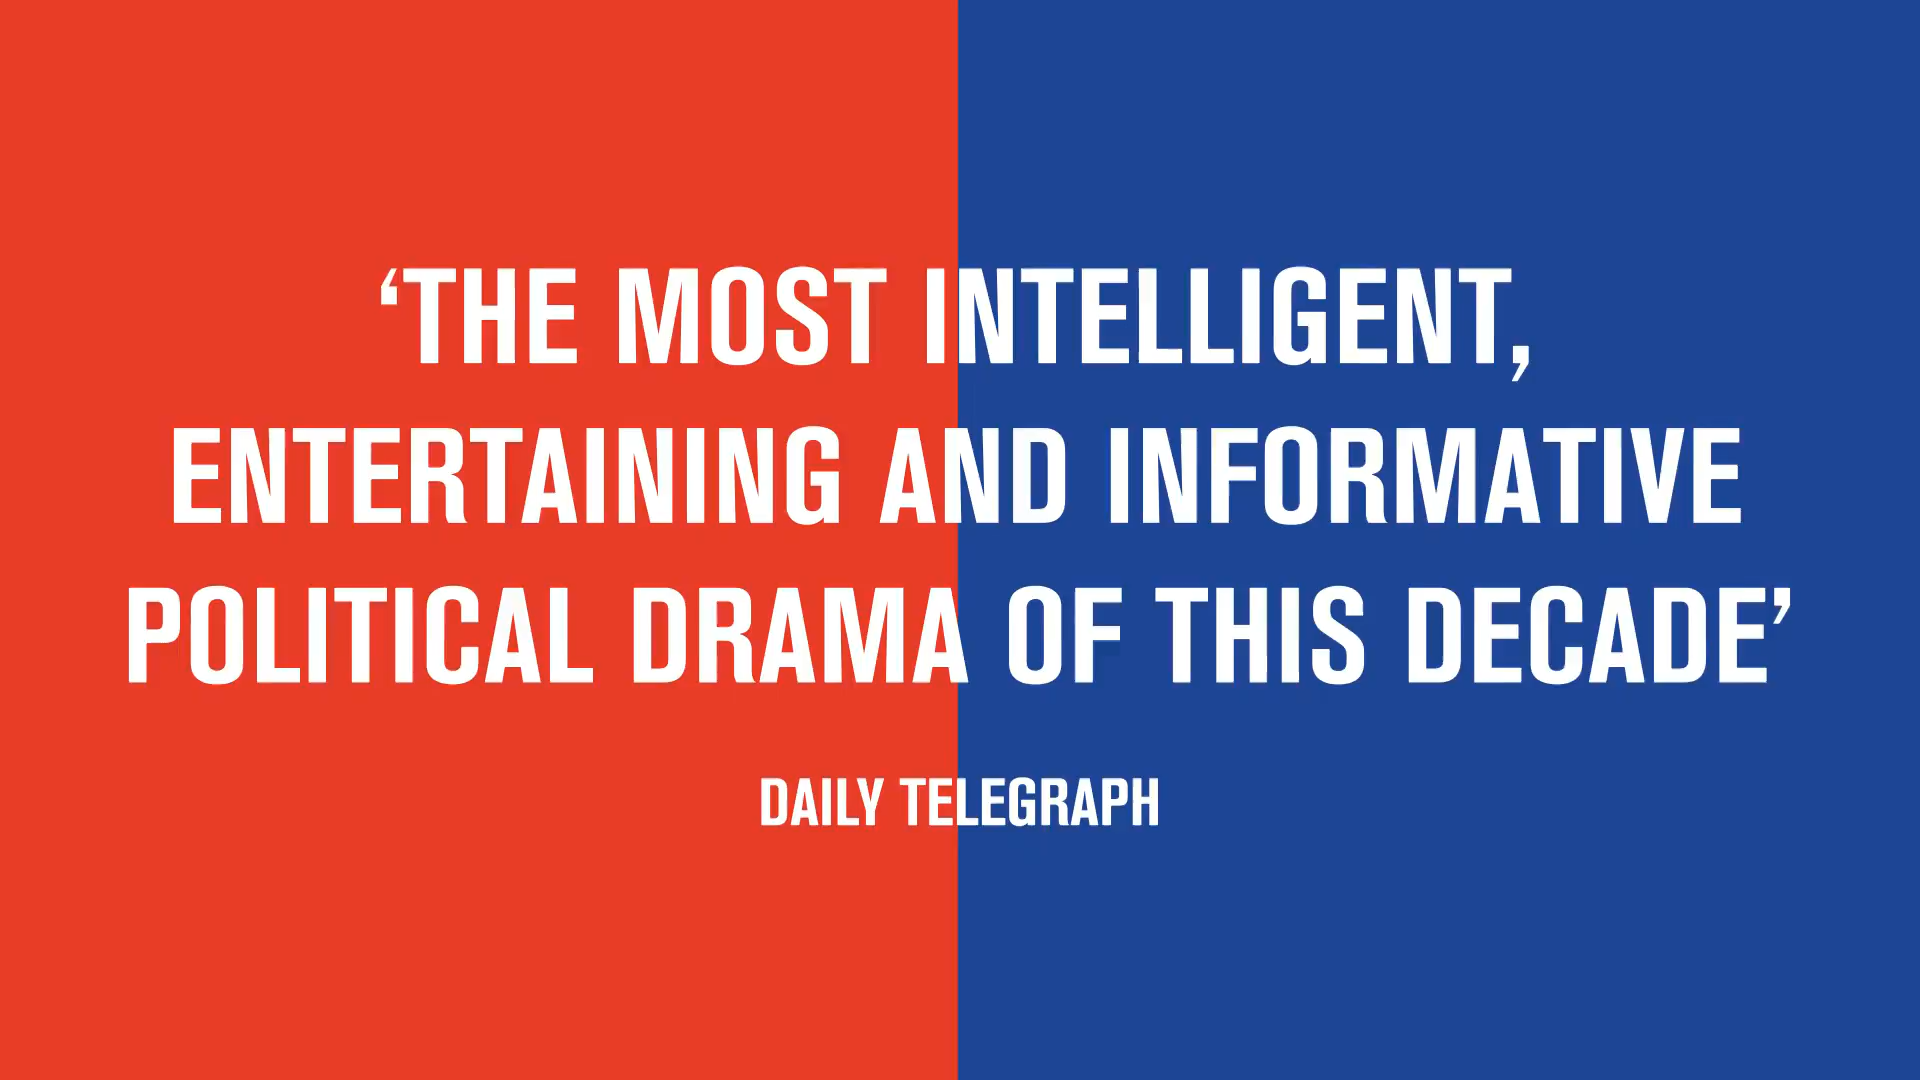 ‘THE MOST INTELLIGENT,
ENTERTAINING AND INFORMATIVE
POLITICAL DRAMA OF THIS DECADE’
DAILY TELEGRAPH